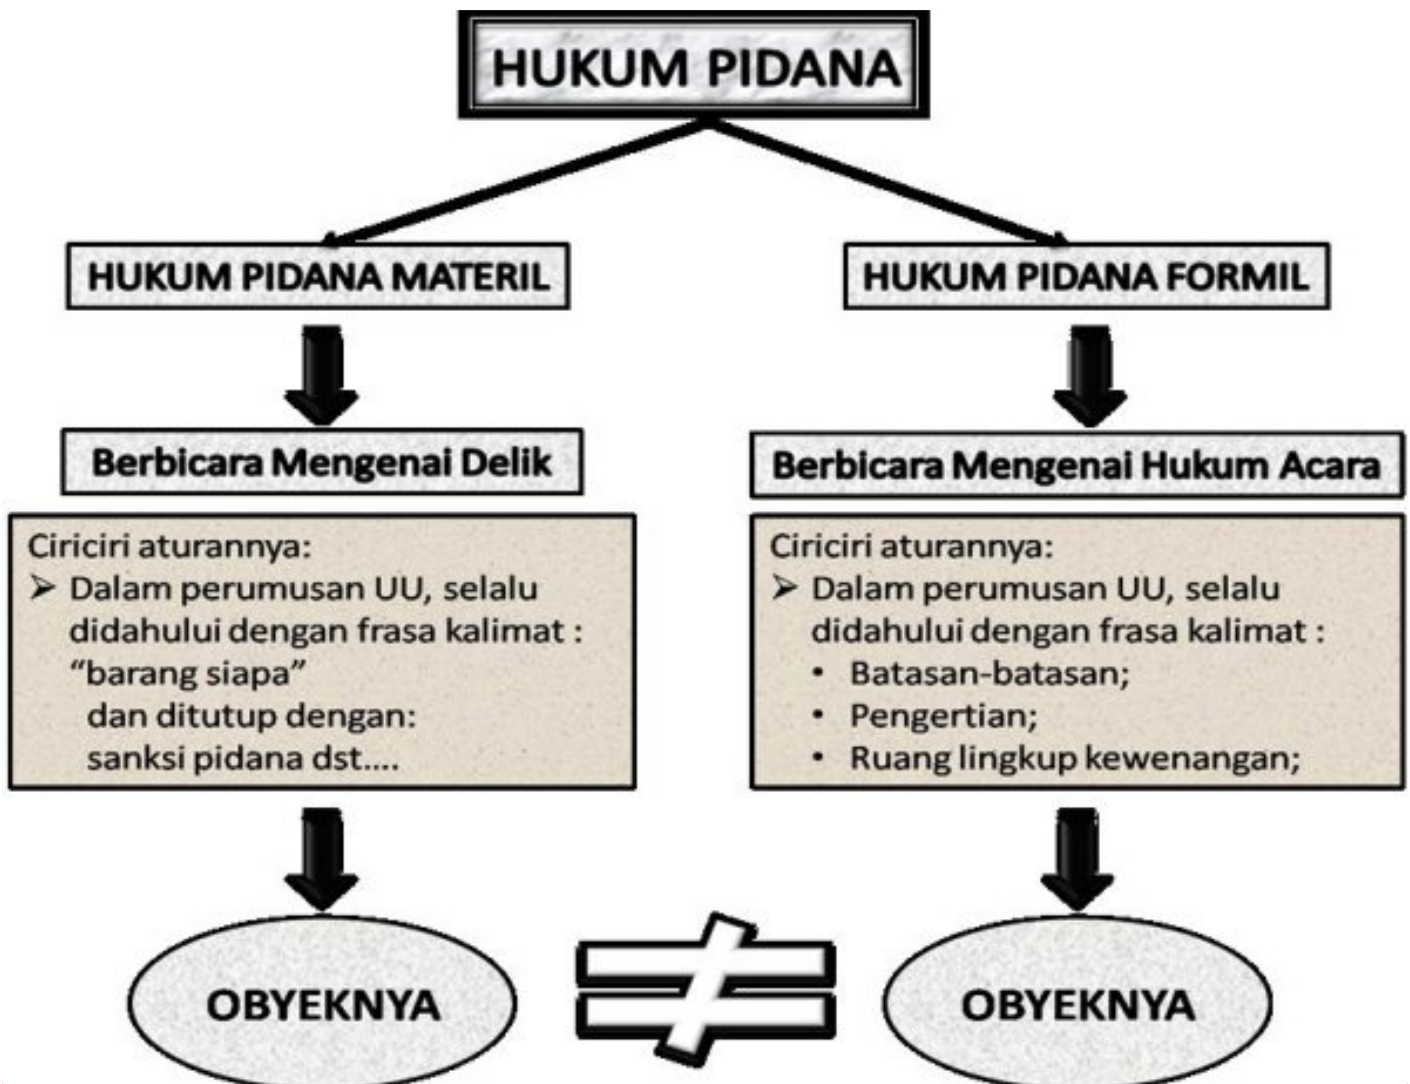 HUKUM PIDANA
HUKUM PIDANA MATERIL
Berbicara Mengenai Delik
Ciriciri aturannya:
➢ Dalam perumusan UU, selalu
didahului dengan frasa kalimat :
“barang siapa”
dan ditutup dengan:
sanksi pidana dst....
OBYEKNYA
≠
HUKUM PIDANA FORMIL
Berbicara Mengenai Hukum Acara
Ciriciri aturannya:
➢ Dalam perumusan UU, selalu
didahului dengan frasa kalimat :
• Batasan-batasan;
• Pengertian;
• Ruang lingkup kewenangan;
OBYEKNYA